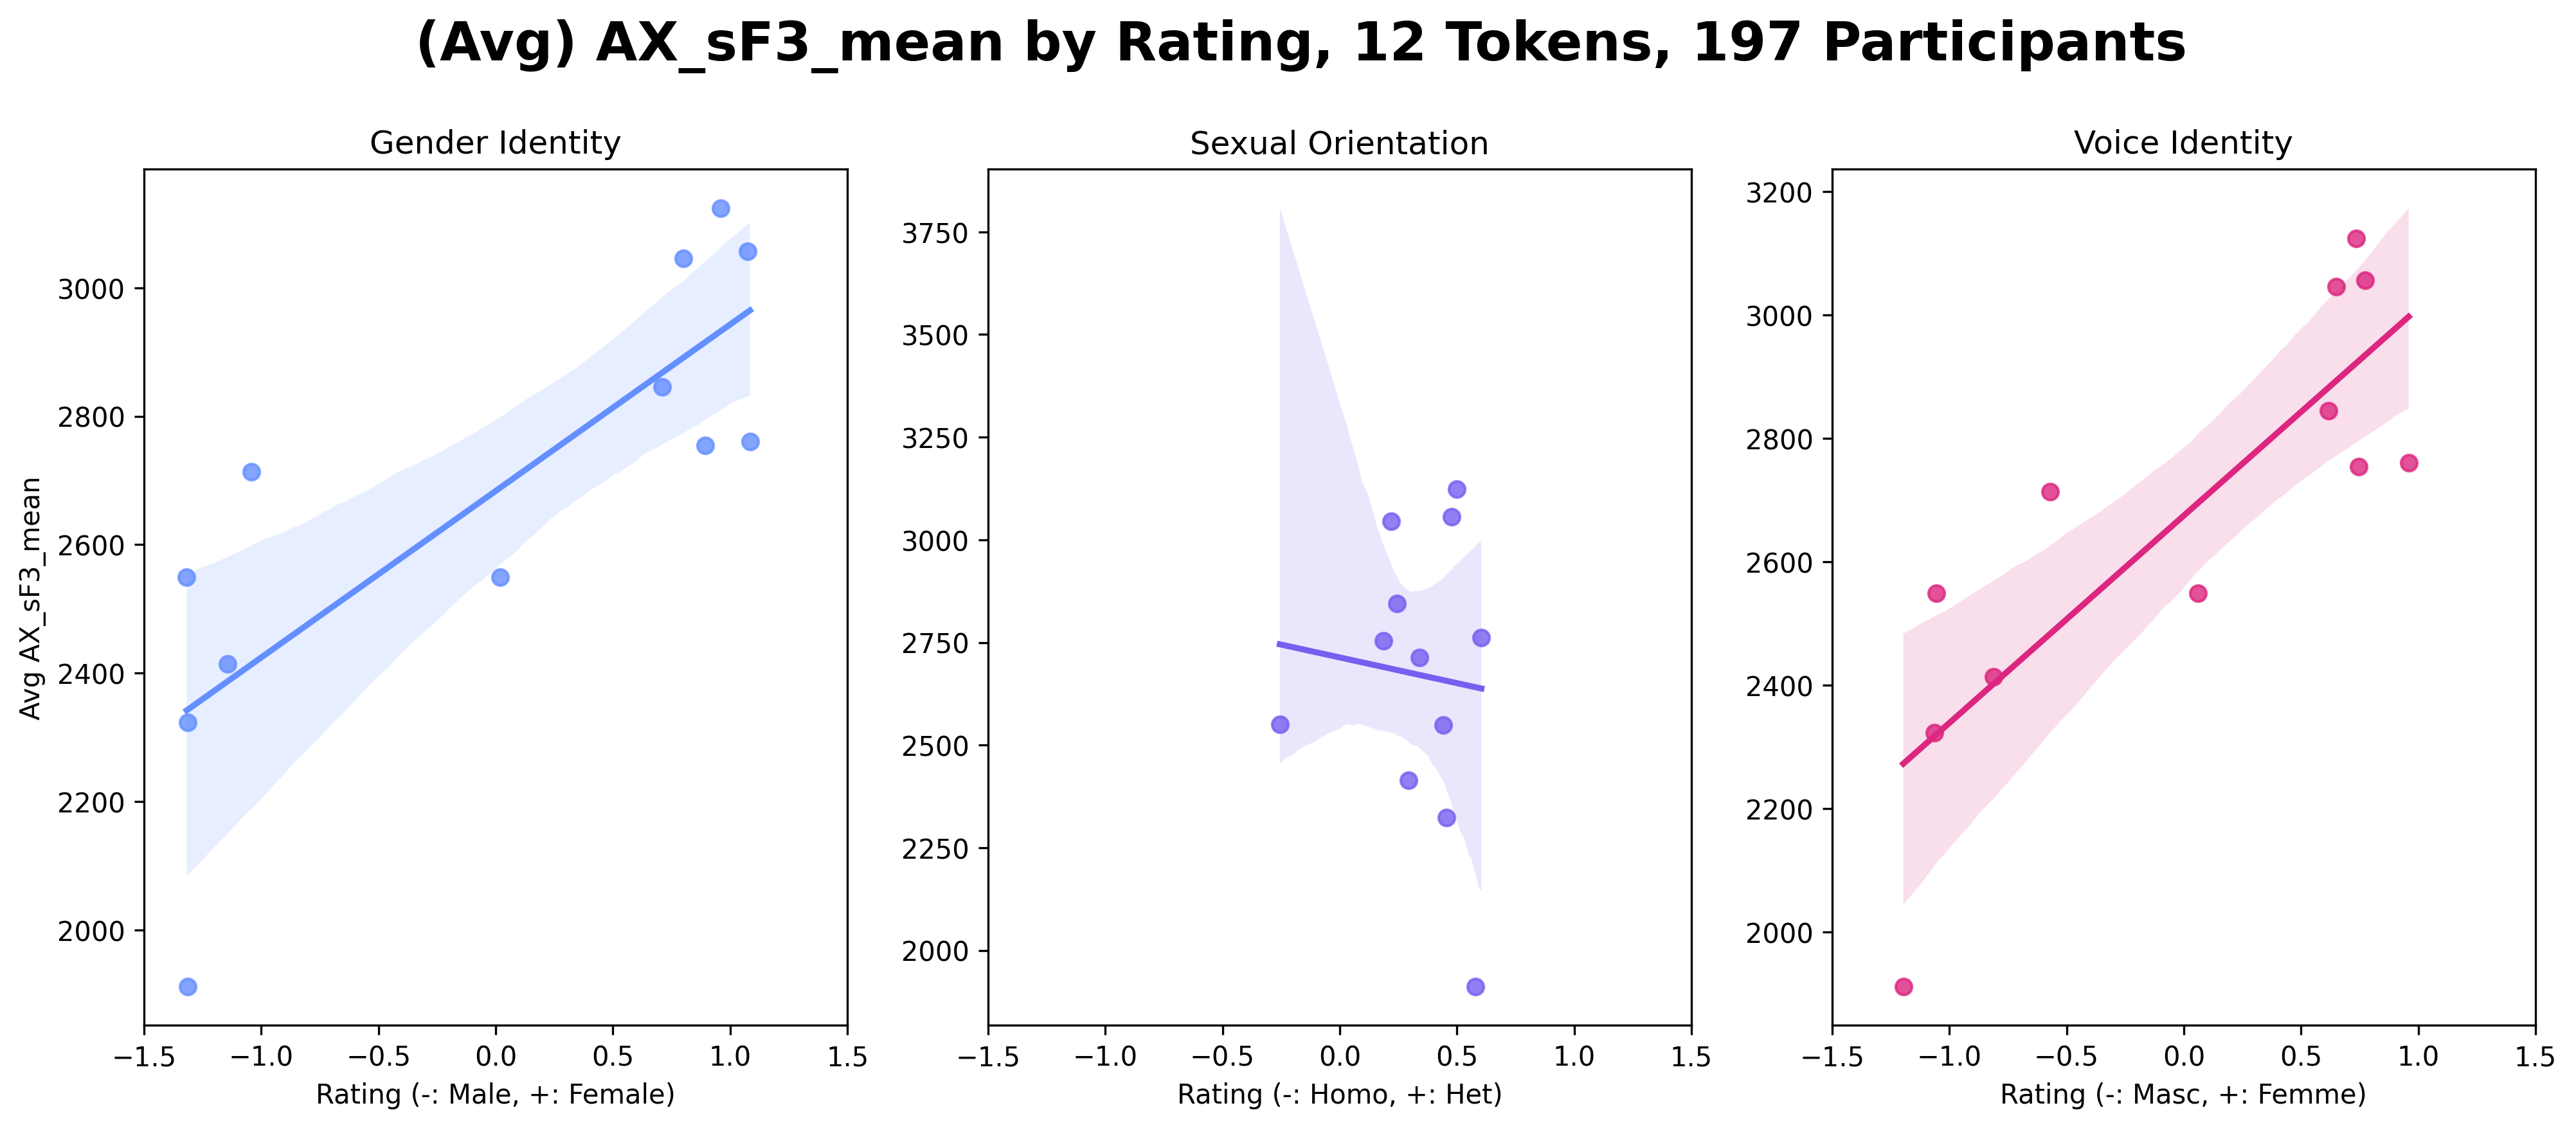 (Avg) AX_sF3_mean by Rating, 12 Tokens, 197 Participants
Gender Identity
Sexual Orientation
Voice Identity
Avg AX_sF3_mean
3000
2800
2600
2400
2200
2000
−1.5 −1.0 −0.5 0.0 0.5 1.0 1.5
Rating (-: Male, +: Female)
3750
3500
3250
3000
2750
2500
2250
2000
−1.5 −1.0 −0.5 0.0 0.5 1.0 1.5
Rating (-: Homo, +: Het)
3200
3000
2800
2600
2400
2200
2000
−1.5 −1.0 −0.5 0.0 0.5 1.0 1.5
Rating (-: Masc, +: Femme)